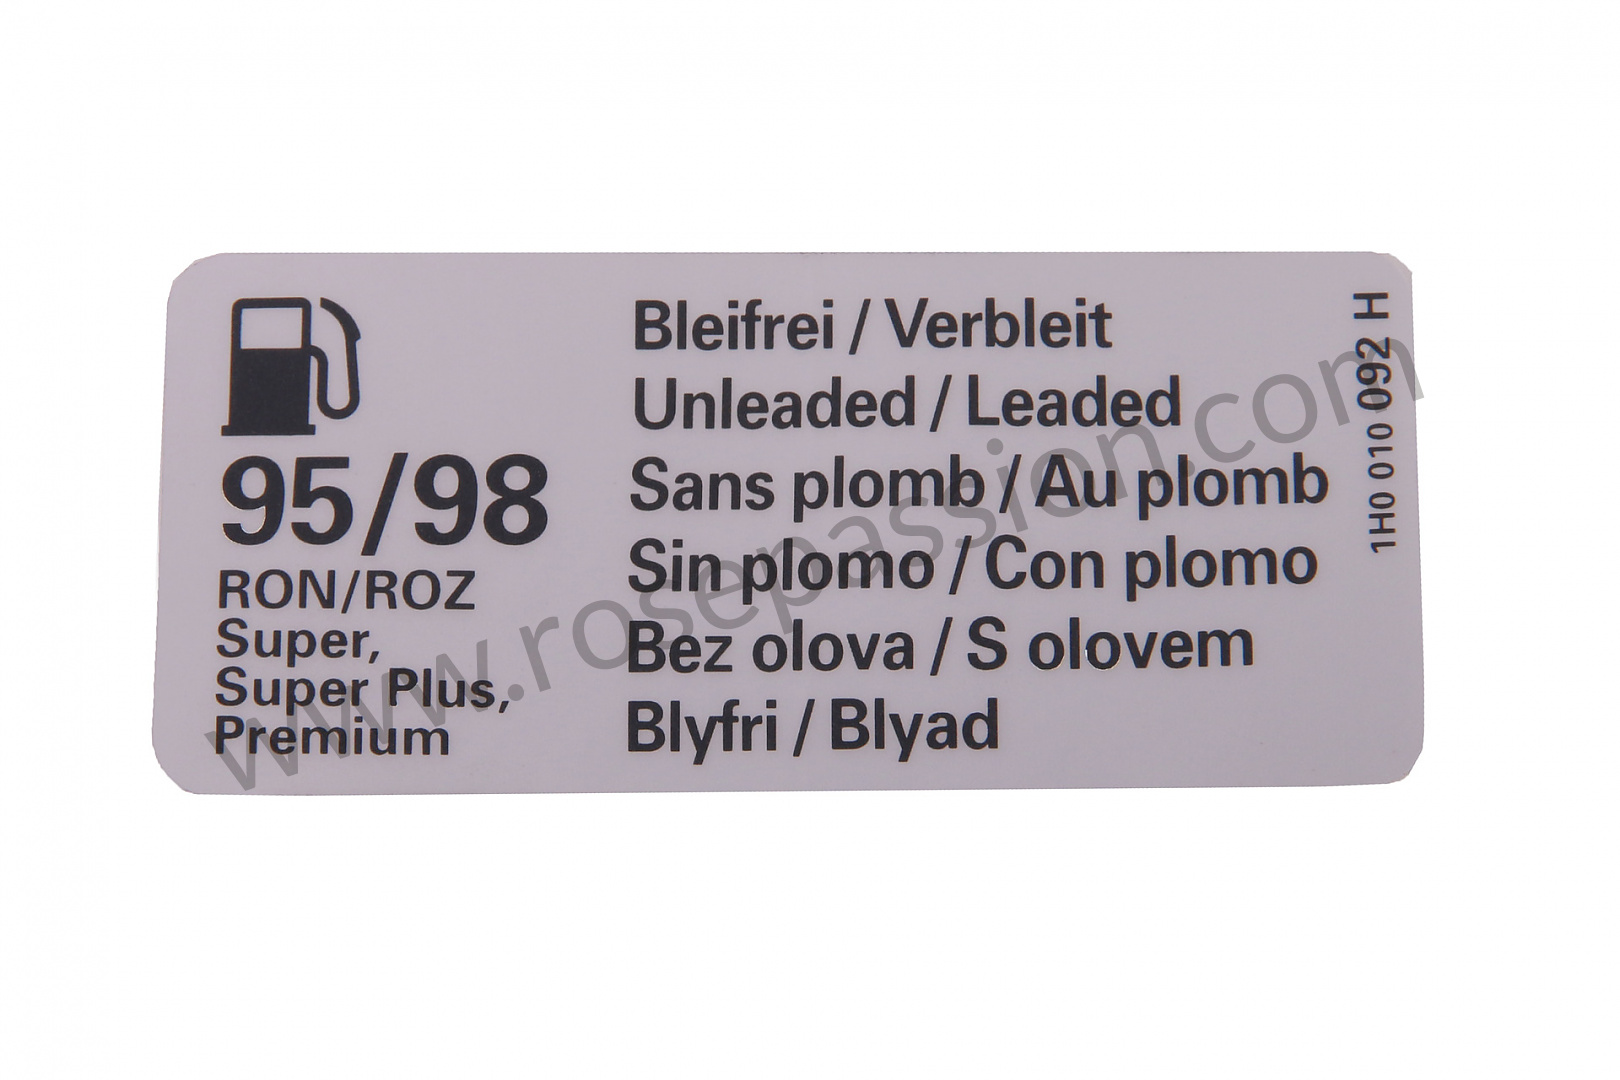 95/98
RON/ROZ
Super,
Super Plus,
Premium
Bleifrei / Verbleit
Unleaded / Leaded
Sans plomb / Au plomb
Sin plomo / Con plomo
Bez olova / S olovem
Blyfri / Blyad
1H0 010 092 H
www.rosepassion.com